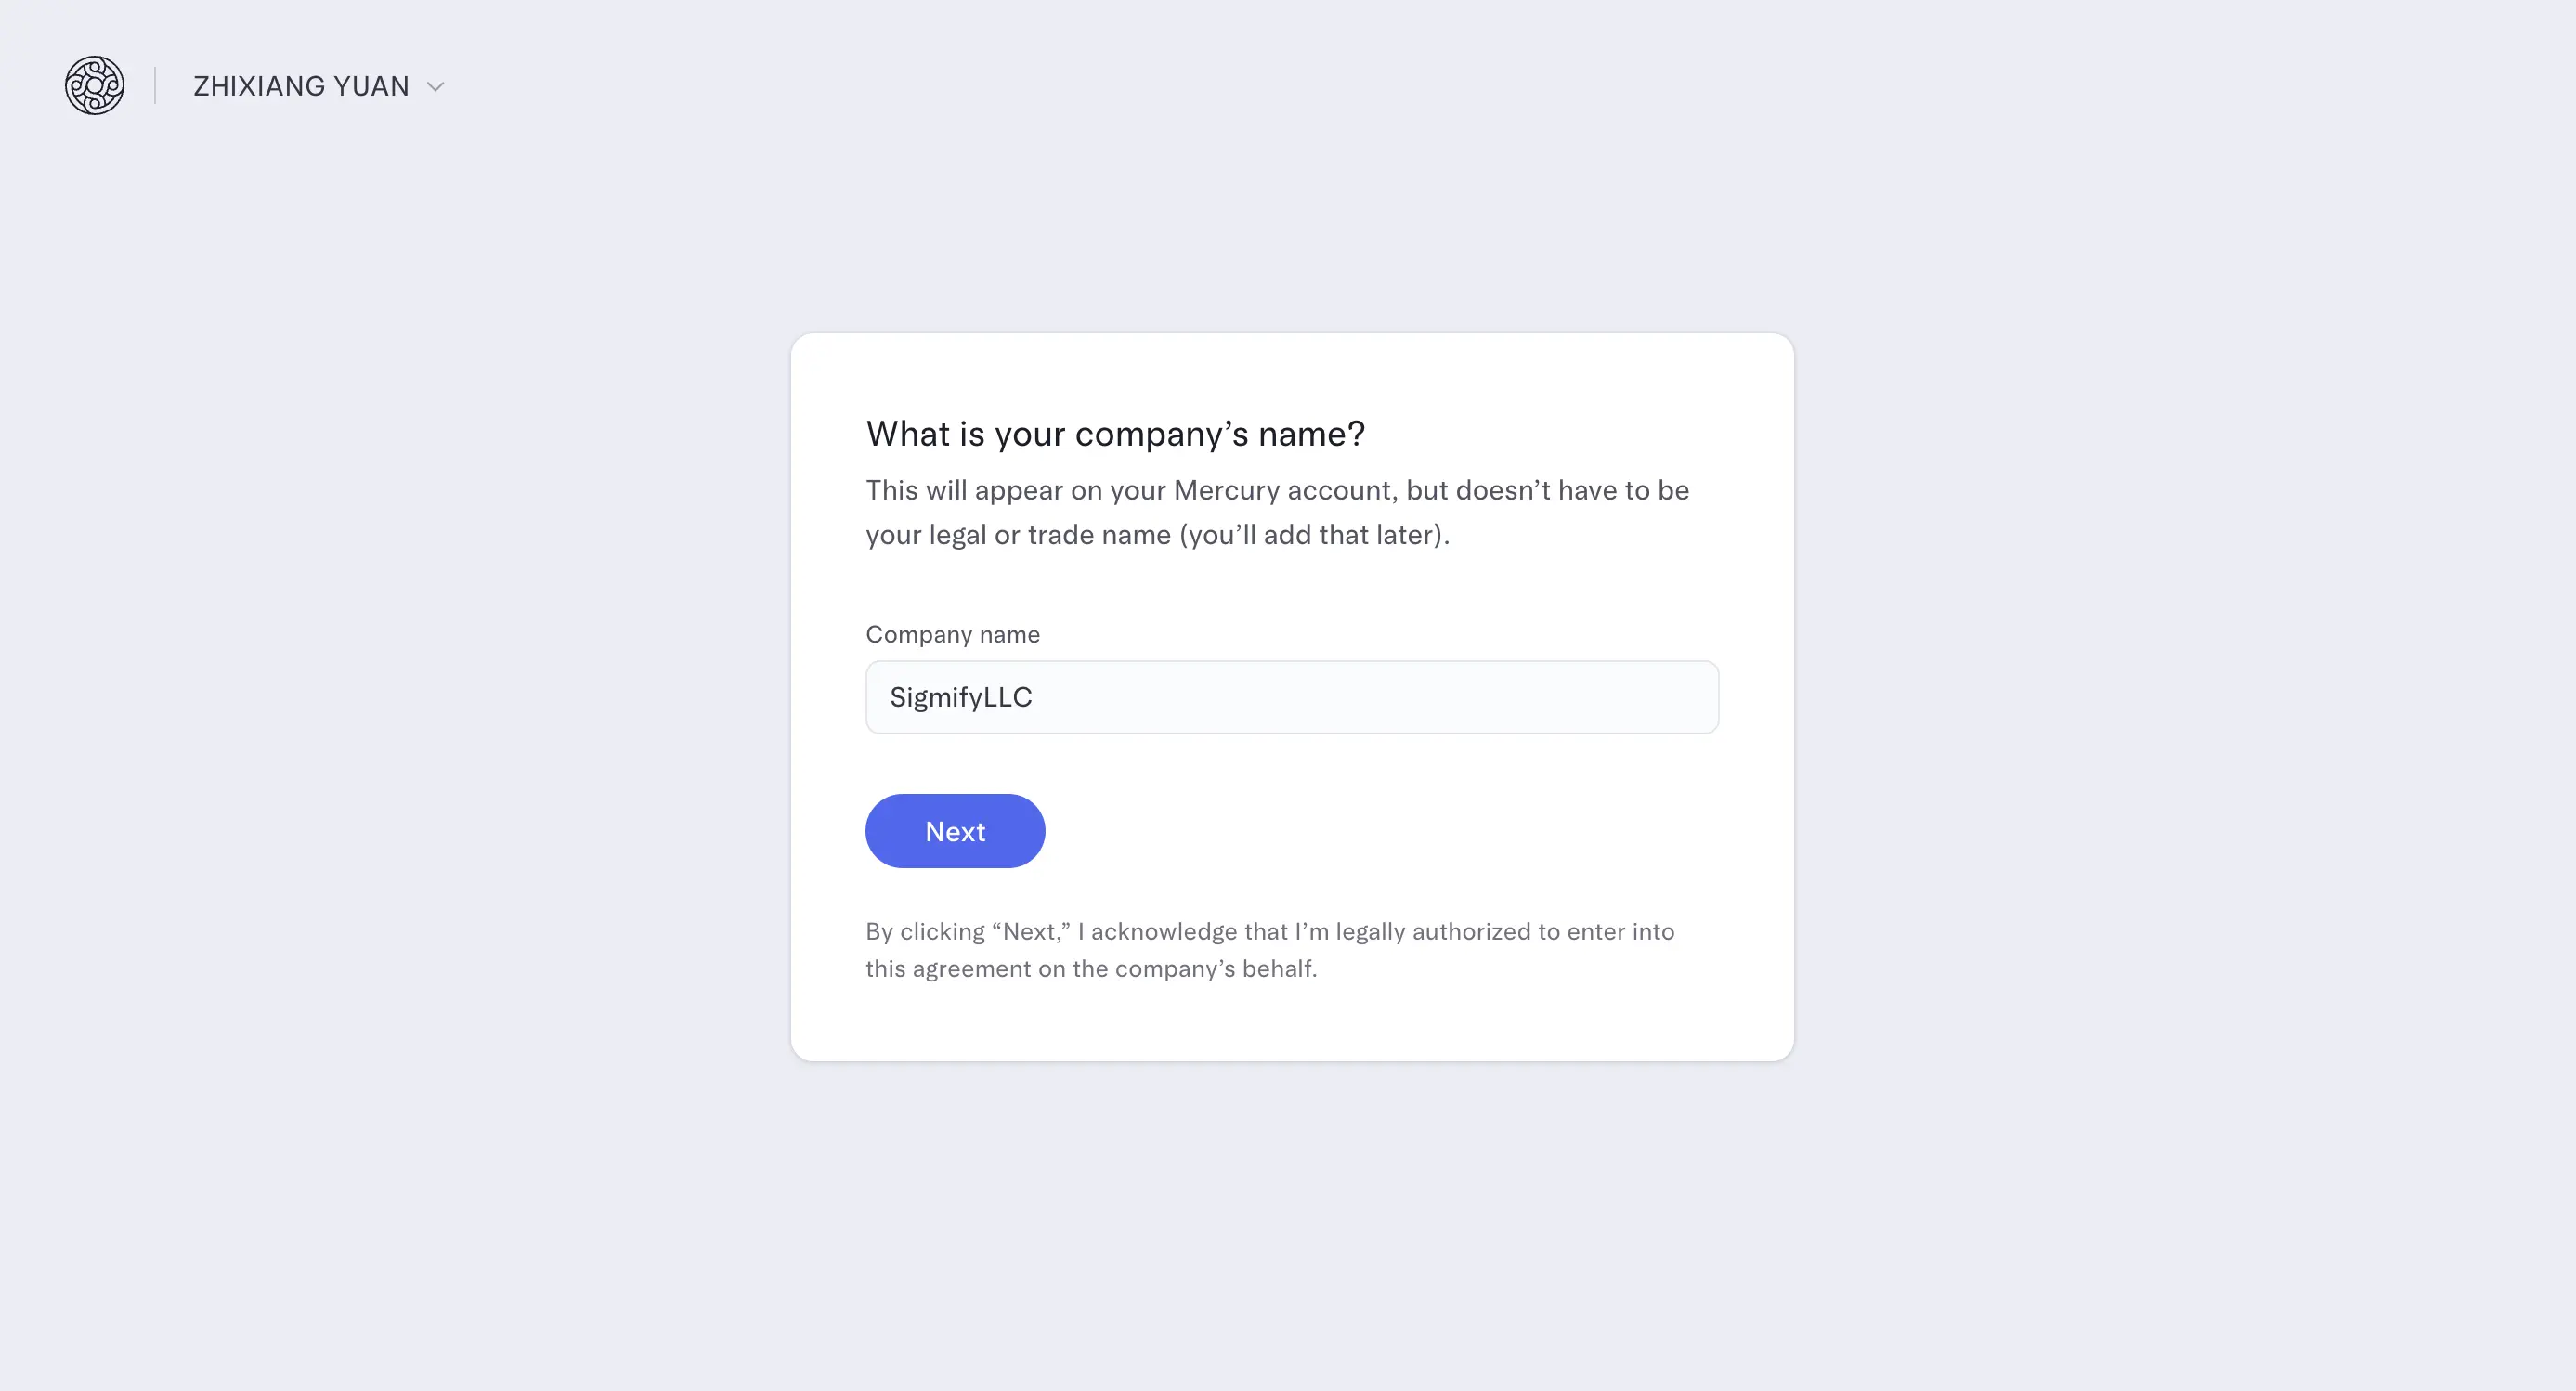 ZHIXIANG YUAN
What is your company’s name?
This will appear on your Mercury account, but doesn’t have to be
your legal or trade name (you’ll add that later).
Company name
SigmifyLLC
Next
By clicking “Next,” I acknowledge that I’m legally authorized to enter into
this agreement on the company’s behalf.